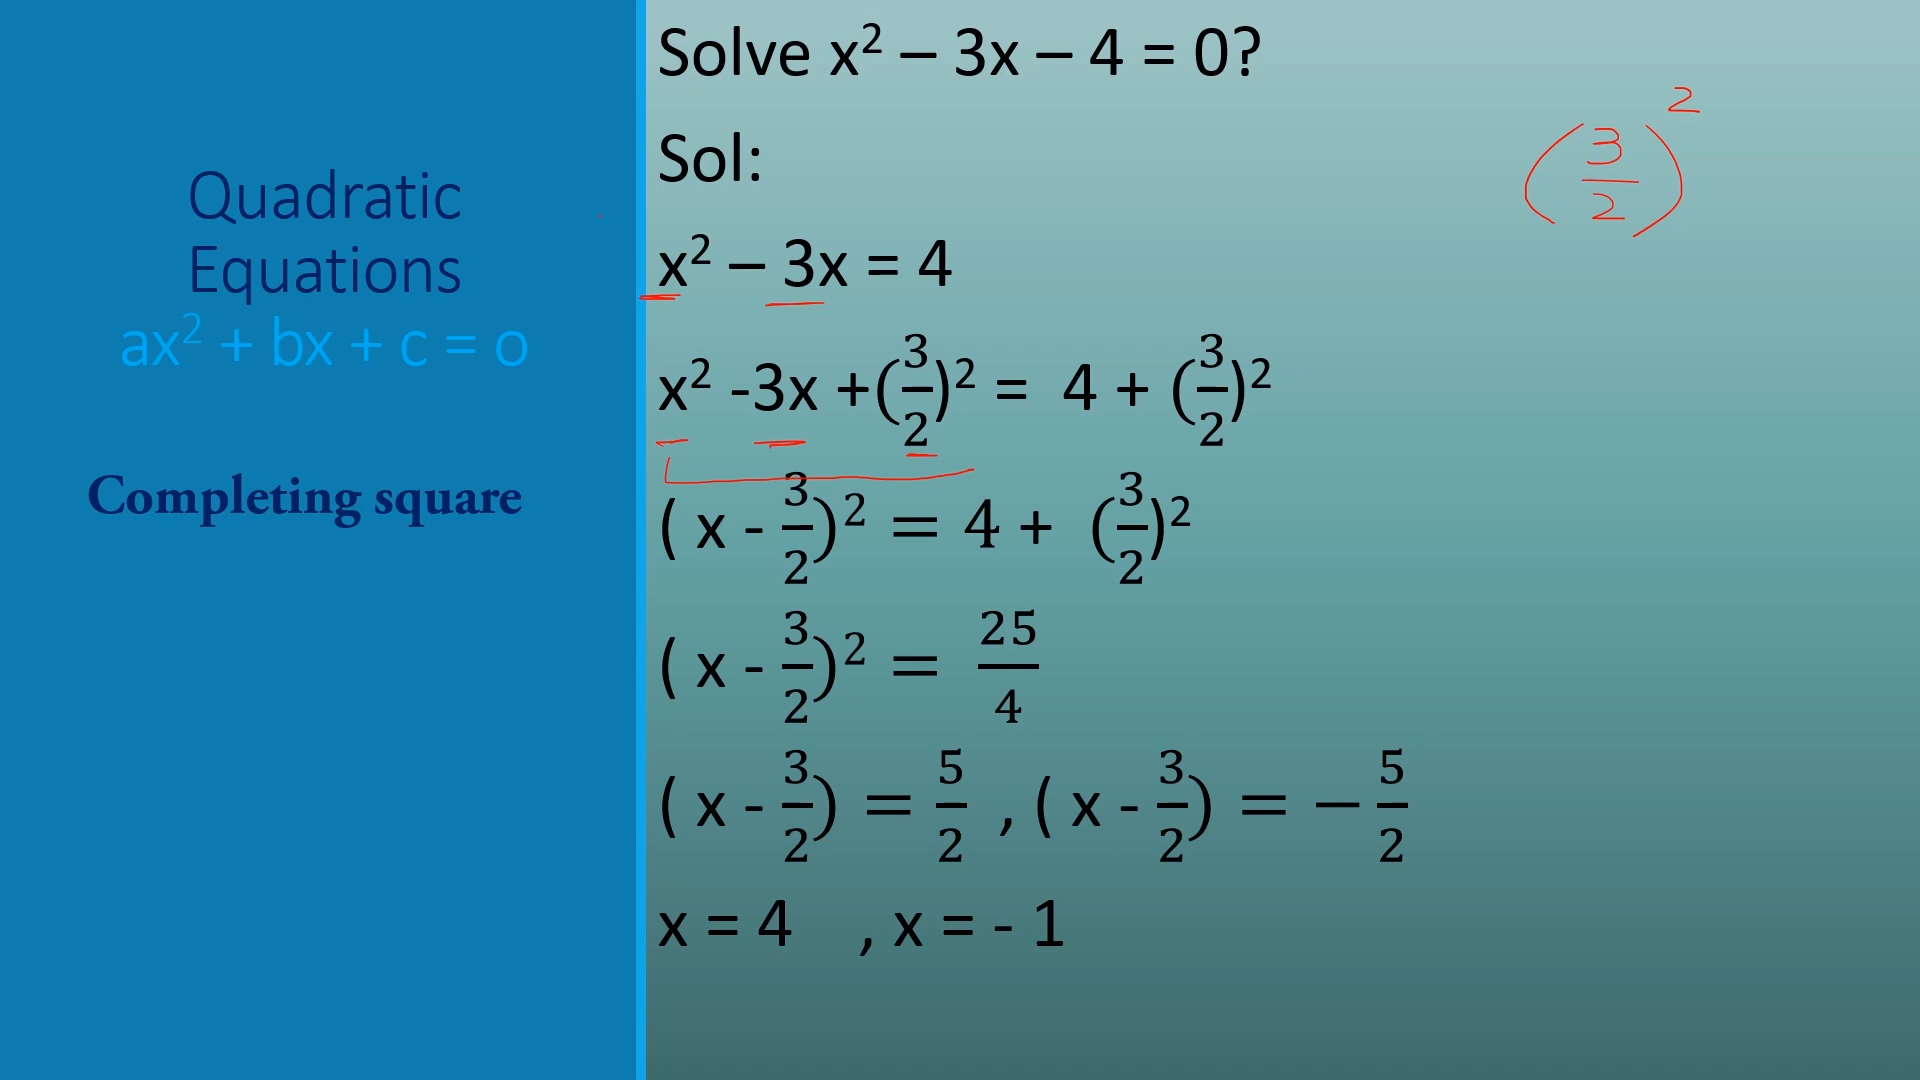 Quadratic
Equations
ax² + bx + c = o
Completing square
Solve x² – 3x – 4 = 0?
Sol:
x² – 3x = 4
x² -3x +(3/2)² = 4 + (3/2)²
( x - 3/2)² = 4 + (3/2)²
( x - 3/2)² = 25/4
( x - 3/2) = 5/2 , ( x - 3/2) = − 5/2
x = 4 , x = - 1
(3/2)²